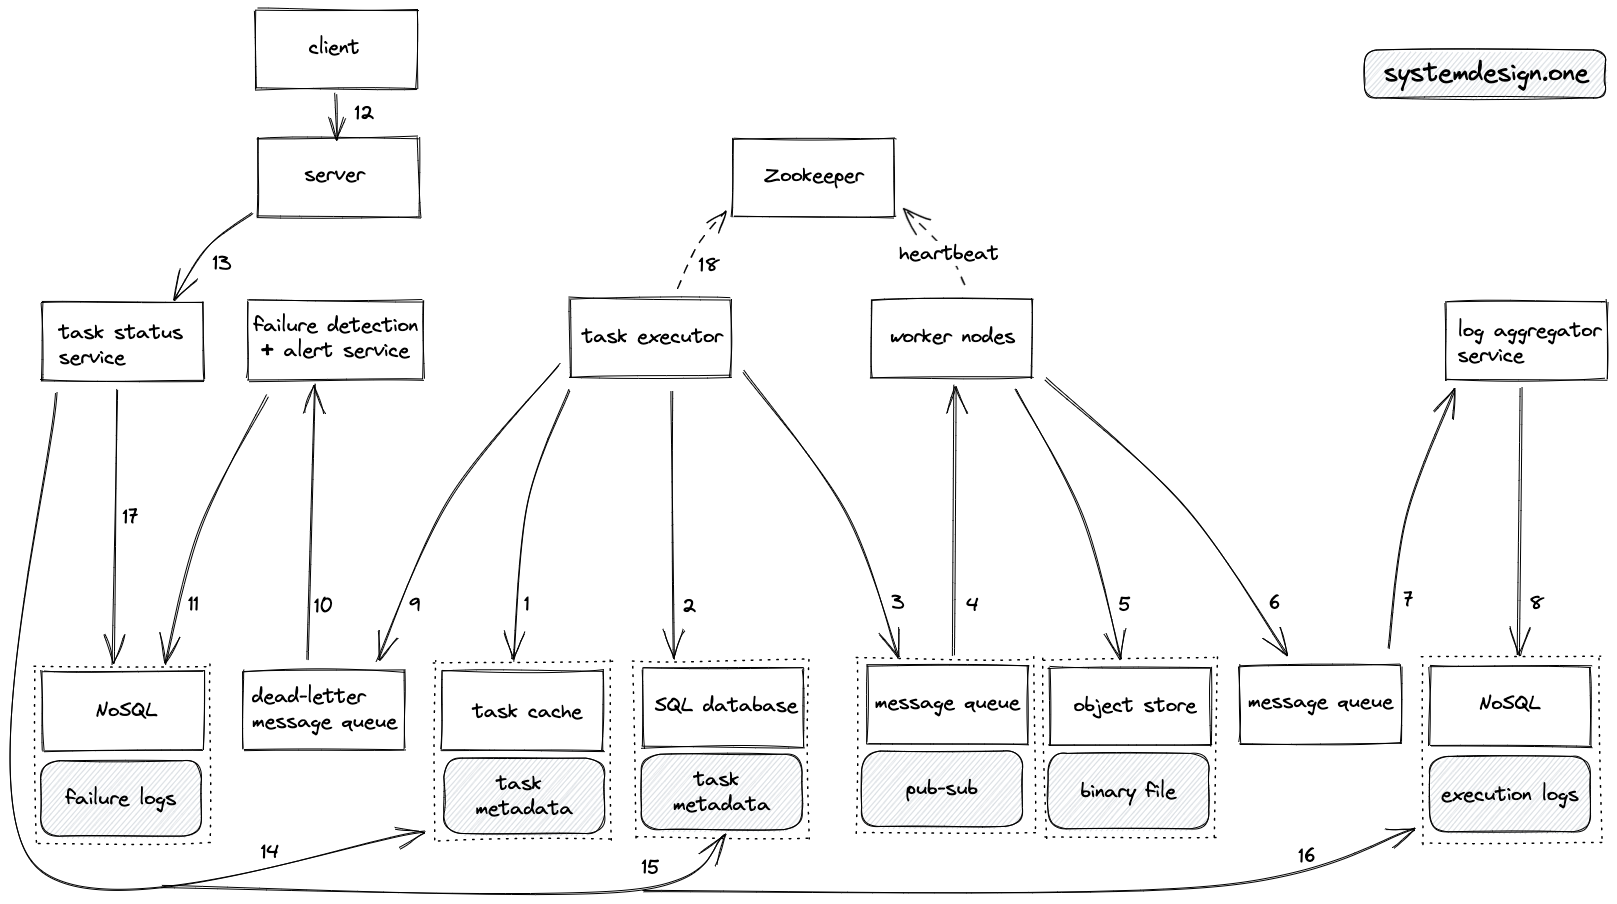 client
systemdesign.one
12
server
Zookeeper
13
18
heartbeat
task status
service
failure detection
+ alert service
task executor
worker nodes
log aggregator
service
17
11
10
9
1
2
3
4
5
6
7
8
NoSQL
dead-letter
message queue
task cache
SQL database
message queue
object store
message queue
NoSQL
failure logs
task
metadata
task
metadata
pub-sub
binary file
execution logs
14
15
16